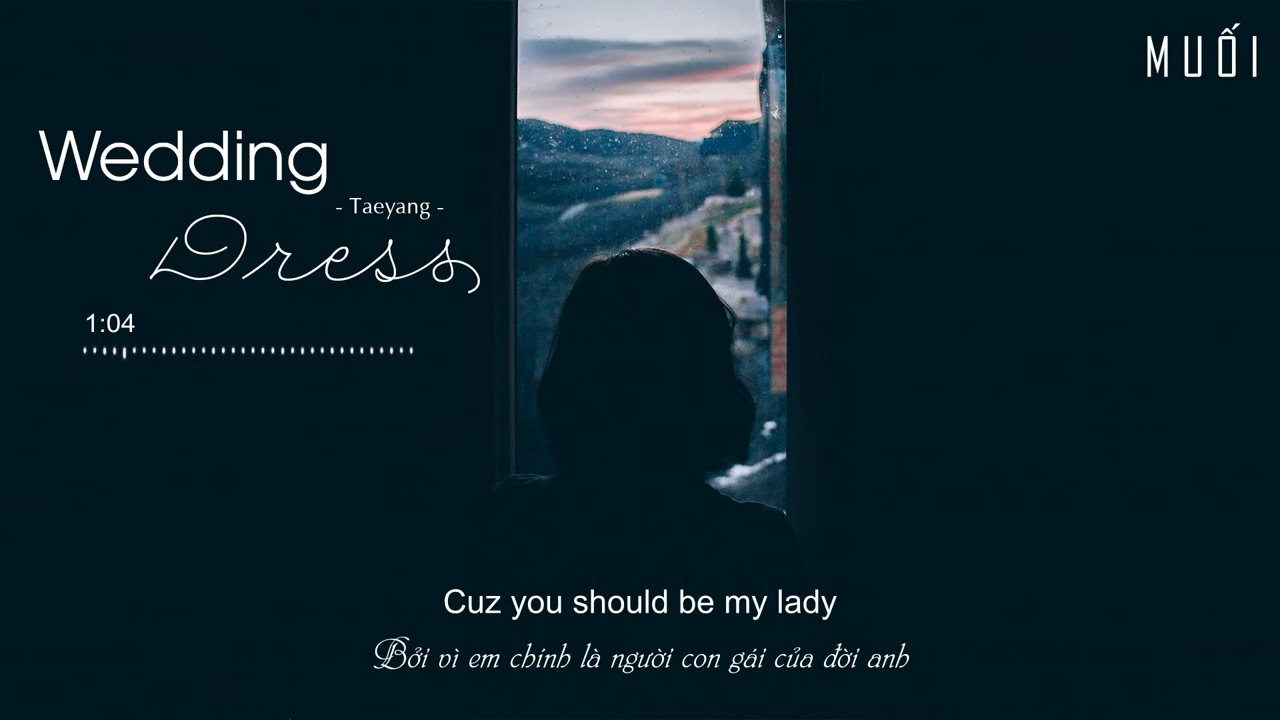 MUỐI
Wedding
- Taeyang -
Dress
1:04
Cuz you should be my lady
Bởi vì em chính là người con gái của đời anh